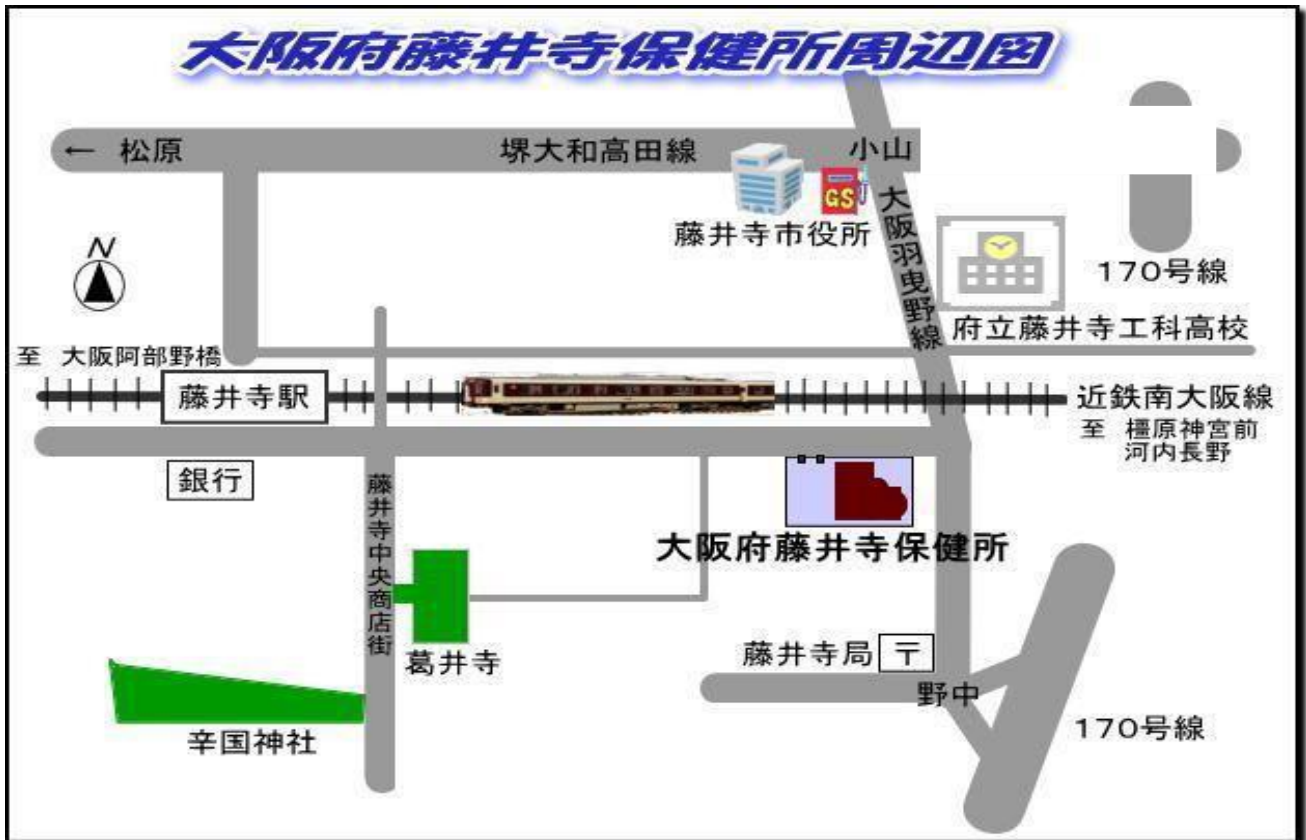 大阪府藤井寺保健所周辺図
← 松原
堺大和高田線
小山
GS
藤井寺市役所
大阪羽曳野線
N
170号線
府立藤井寺工科高校
至 大阪阿部野橋
藤井寺駅
近鉄南大阪線
至 橿原神宮前
河内長野
銀行
藤井寺中央商店街
大阪府藤井寺保健所
葛井寺
藤井寺局 〒
野中
辛国神社
170号線